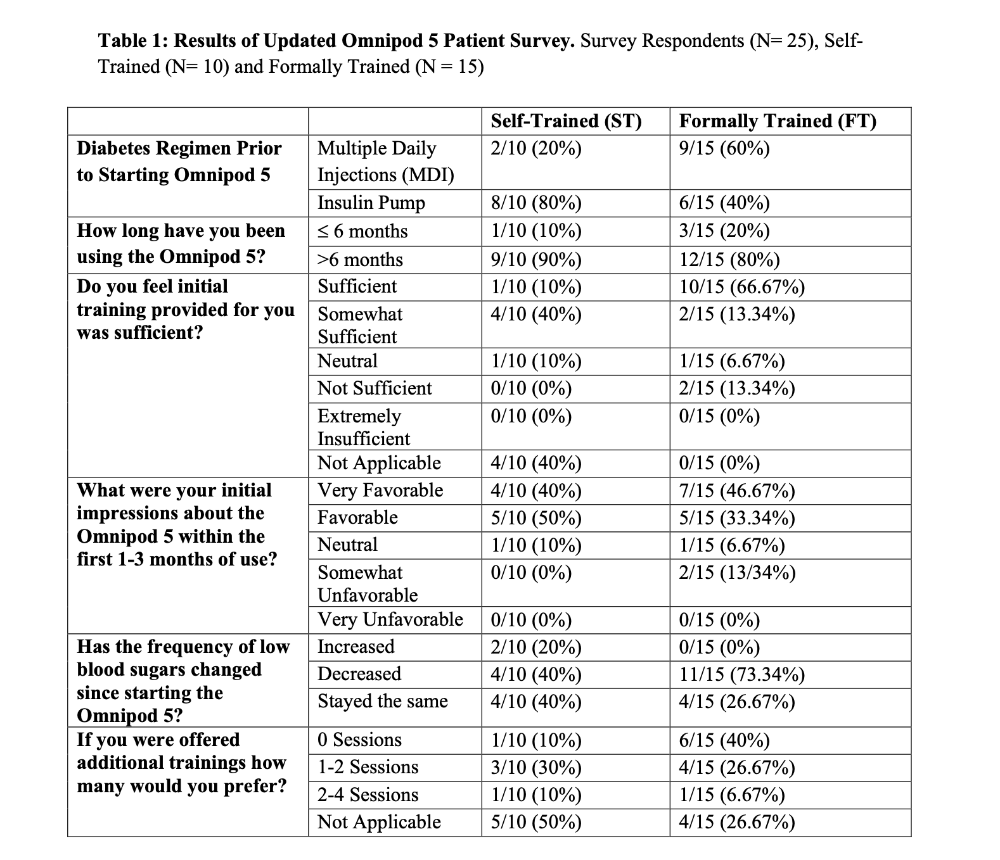 Table 1: Results of Updated Omnipod 5 Patient Survey. Survey Respondents (N= 25), Self-
Trained (N= 10) and Formally Trained (N = 15)
Self-Trained (ST) Formally Trained (FT)
Diabetes Regimen Prior to Starting Omnipod 5
Multiple Daily Injections (MDI) 2/10 (20%) 9/15 (60%)
Insulin Pump 8/10 (80%) 6/15 (40%)
How long have you been using the Omnipod 5?
≤ 6 months 1/10 (10%) 3/15 (20%)
>6 months 9/10 (90%) 12/15 (80%)
Do you feel initial training provided for you was sufficient?
Sufficient 1/10 (10%) 10/15 (66.67%)
Somewhat Sufficient 4/10 (40%) 2/15 (13.34%)
Neutral 1/10 (10%) 1/15 (6.67%)
Not Sufficient 0/10 (0%) 2/15 (13.34%)
Extremely Insufficient 0/10 (0%) 0/15 (0%)
Not Applicable 4/10 (40%) 0/15 (0%)
What were your initial impressions about the Omnipod 5 within the first 1-3 months of use?
Very Favorable 4/10 (40%) 7/15 (46.67%)
Favorable 5/10 (50%) 5/15 (33.34%)
Neutral 1/10 (10%) 1/15 (6.67%)
Somewhat Unfavorable 0/10 (0%) 2/15 (13/34%)
Very Unfavorable 0/10 (0%) 0/15 (0%)
Has the frequency of low blood sugars changed since starting the Omnipod 5?
Increased 2/10 (20%) 0/15 (0%)
Decreased 4/10 (40%) 11/15 (73.34%)
Stayed the same 4/10 (40%) 4/15 (26.67%)
If you were offered additional trainings how many would you prefer?
0 Sessions 1/10 (10%) 6/15 (40%)
1-2 Sessions 3/10 (30%) 4/15 (26.67%)
2-4 Sessions 1/10 (10%) 1/15 (6.67%)
Not Applicable 5/10 (50%) 4/15 (26.67%)